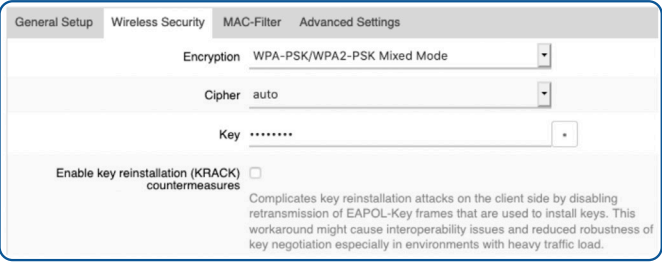 General Setup Wireless Security MAC-Filter Advanced Settings
Encryption WPA-PSK/WPA2-PSK Mixed Mode
Cipher auto
Key ••••••••
Enable key reinstallation (KRACK)
countermeasures
Complicates key reinstallation attacks on the client side by disabling
retransmission of EAPOL-Key frames that are used to install keys. This
workaround might cause interoperability issues and reduced robustness of
key negotiation especially in environments with heavy traffic load.